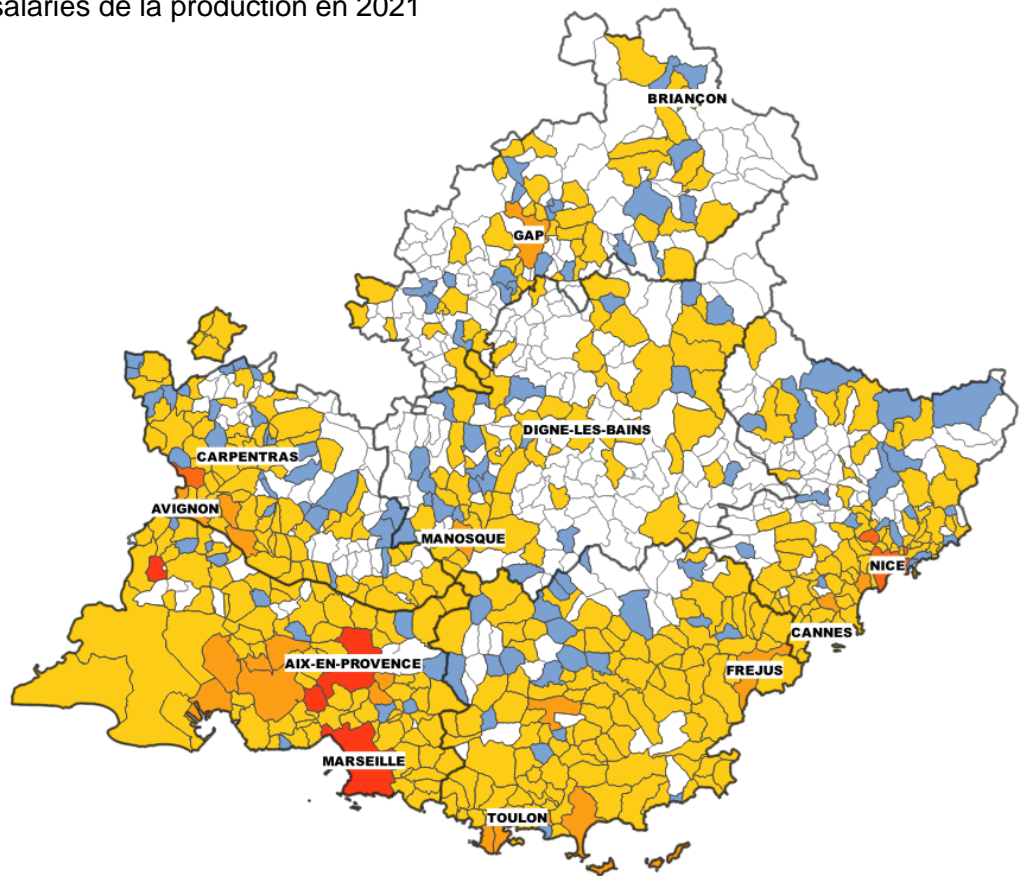 salariés de la production en 2021
BRIANÇON
GAP
DIGNE-LES-BAINS
CARPENTRAS
AVIGNON
MANOSQUE
NICE
CANNES
AIX-EN-PROVENCE
FREJUS
MARSEILLE
TOULON